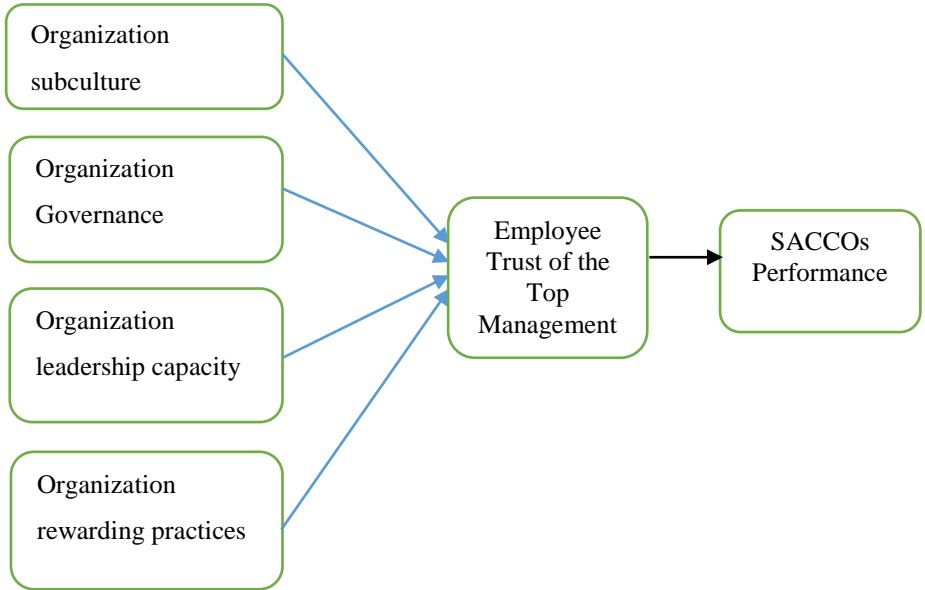 Organization
subculture
Organization
Governance
Organization
leadership capacity
Organization
rewarding practices
Employee
Trust of the
Top
Management
SACCOs
Performance